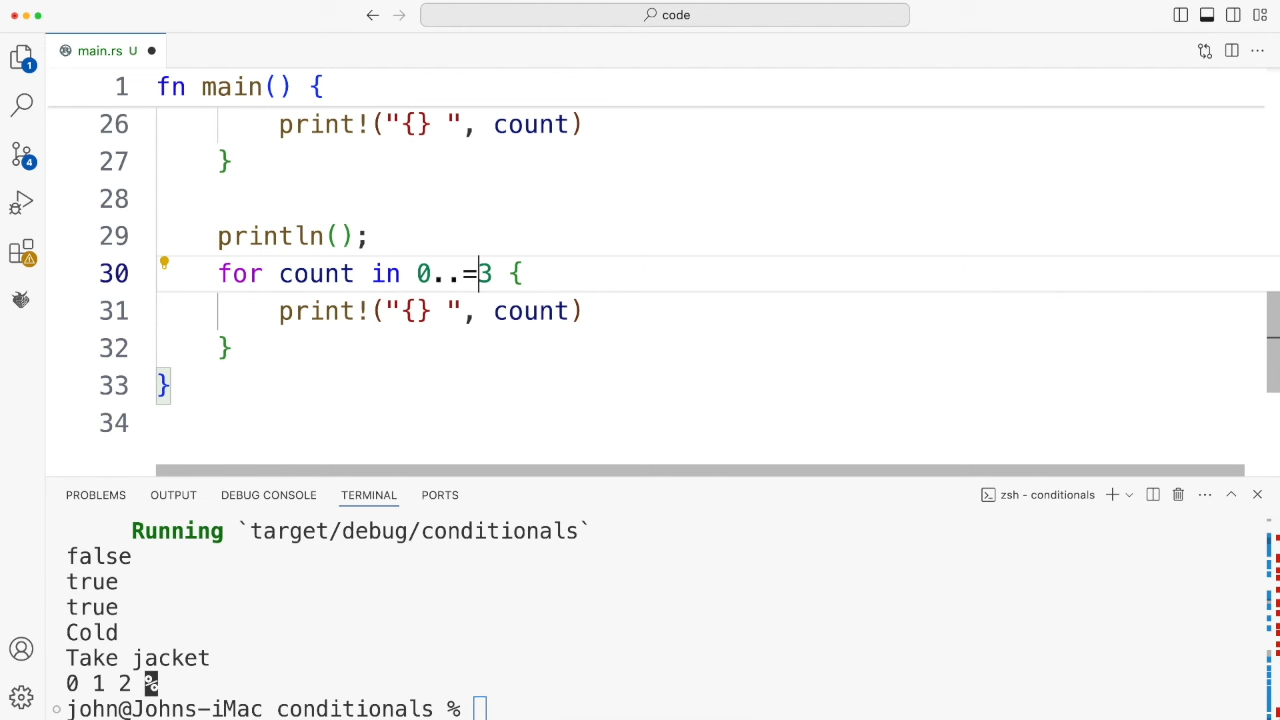 code
main.rs U
1 fn main() {
26 print!("{} ", count)
27 }
28
29 println();
30 for count in 0..=3 {
31 print!("{} ", count)
32 }
33 }
34
1
4
PROBLEMS OUTPUT DEBUG CONSOLE TERMINAL PORTS zsh - conditionals
Running `target/debug/conditionals`
false
true
true
Cold
Take jacket
0 1 2 %
john@Johns-iMac conditionals %